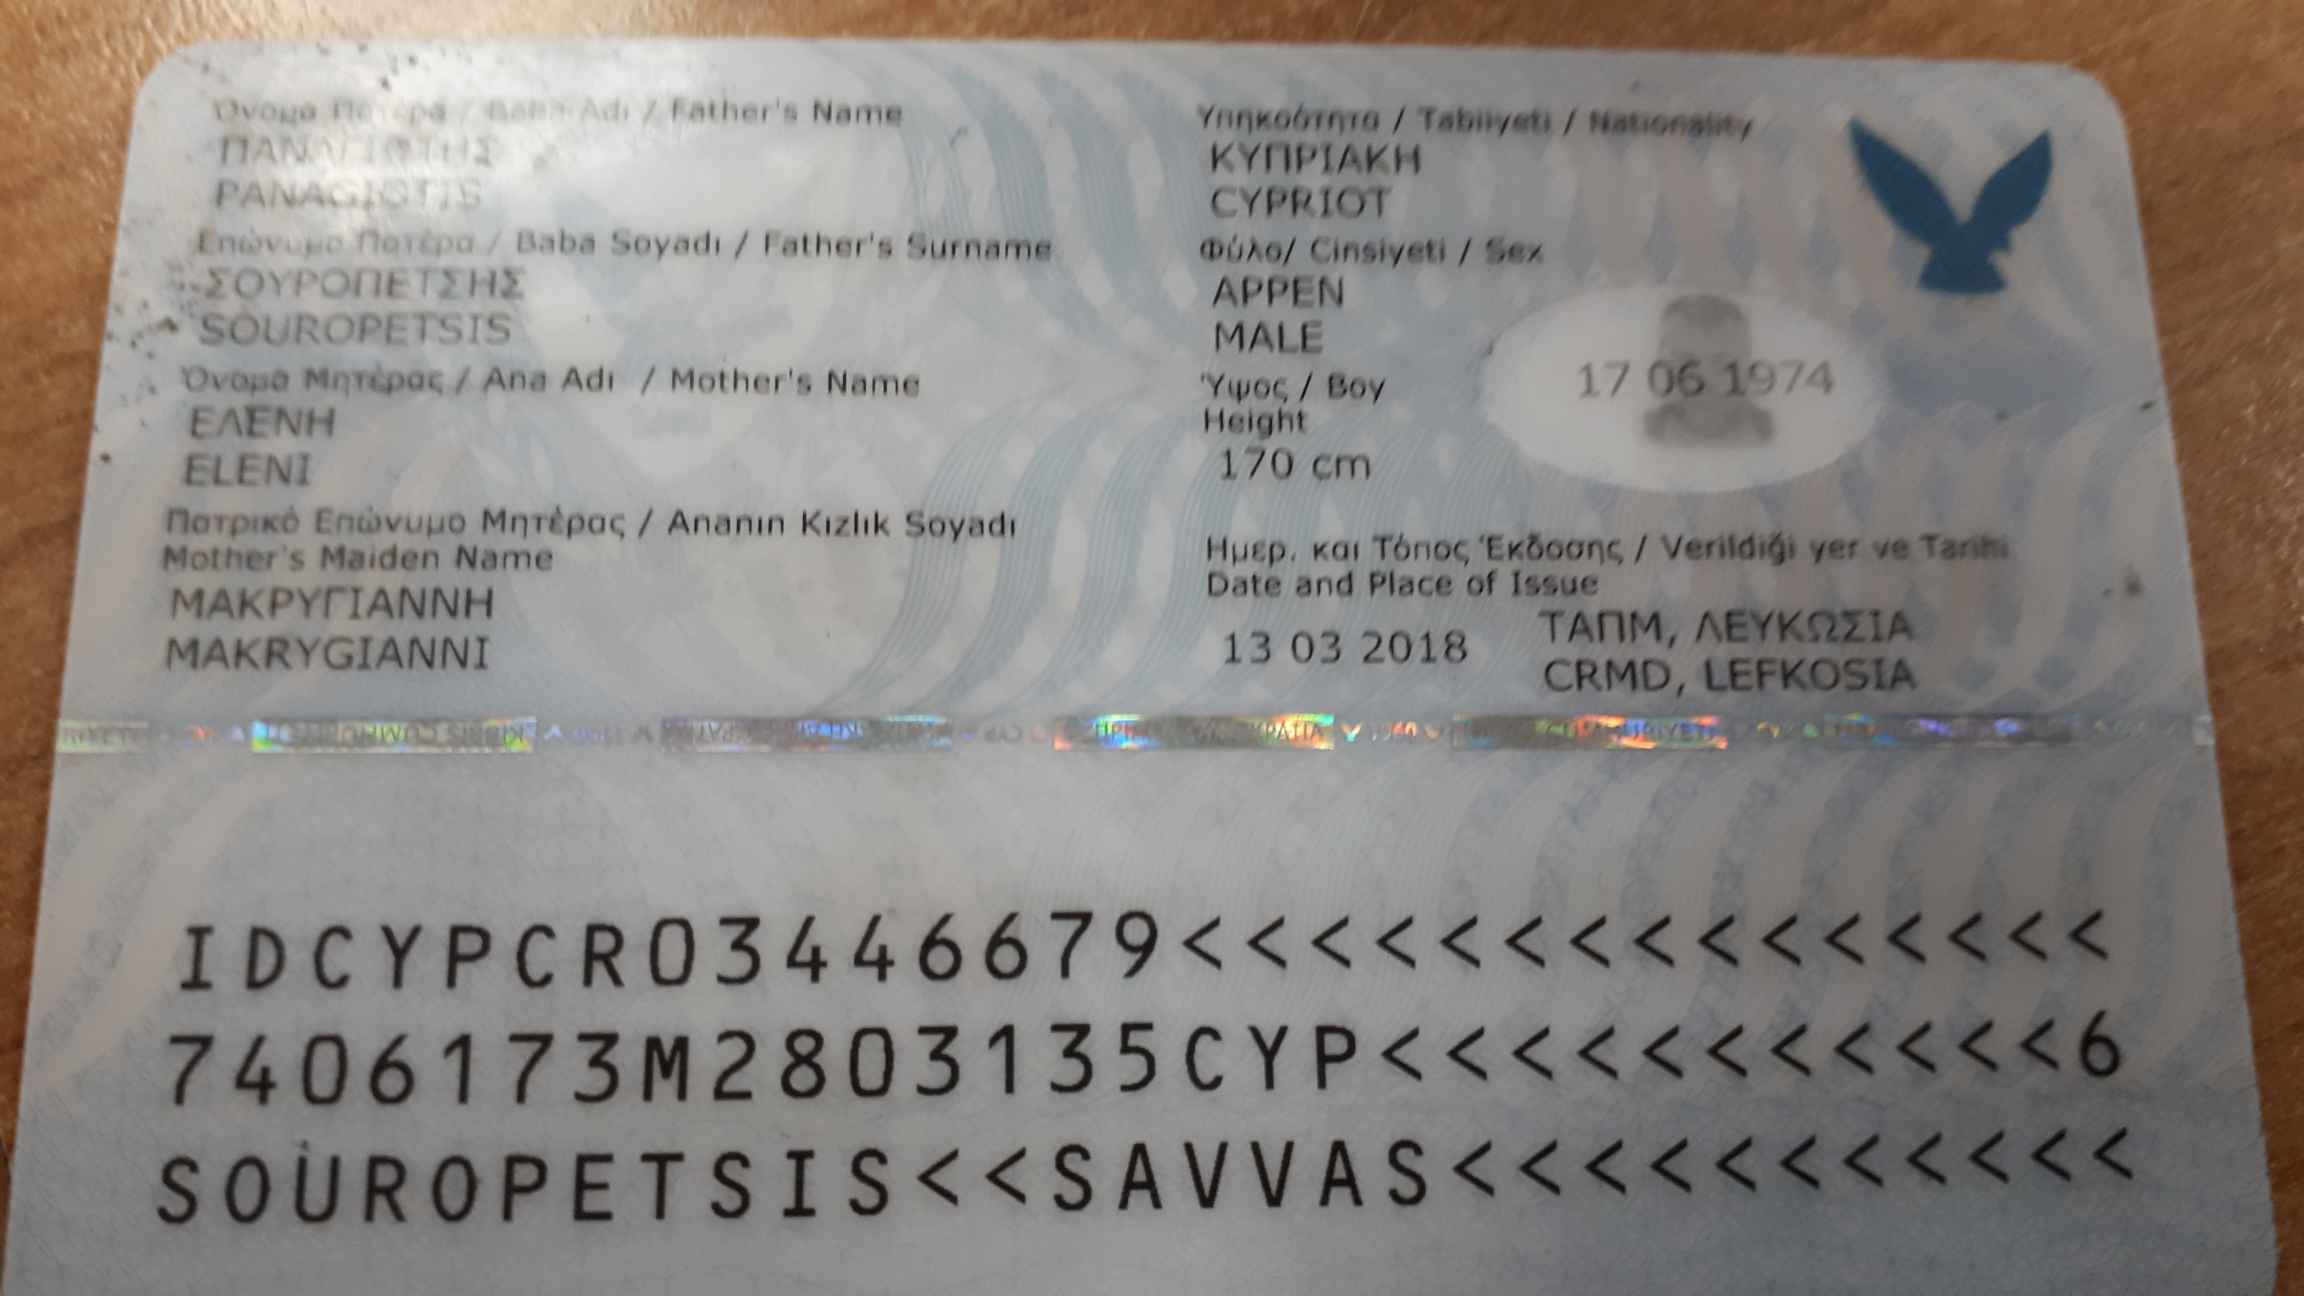 Όνομα Πατέρα / Baba Adı / Father's Name
ΠΑΝΑΓΙΩΤΗΣ
PANAGIOTIS
Επώνυμο Πατέρα / Baba Soyadı / Father's Surname
ΣΟΥΡΟΠΕΤΣΗΣ
SOUROPETSIS
Όνομα Μητέρας / Ana Adı / Mother's Name
ΕΛΕΝΗ
ELENI
Πατρικό Επώνυμο Μητέρας / Ananın Kızlık Soyadı
Mother's Maiden Name
ΜΑΚΡΥΓΙΑΝΝΗ
MAKRYGIANNI
Υπηκοότητα / Tabiiyeti / Nationality
ΚΥΠΡΙΑΚΗ
CYPRIOT
Φύλο/ Cinsiyeti / Sex
ΑΡΡΕΝ
MALE
Ύψος / Boy
Height
170 cm
17 06 1974
Ημερ. και Τόπος Έκδοσης / Verildiği yer ve Tarihi
Date and Place of Issue
13 03 2018
ΤΑΠΜ, ΛΕΥΚΩΣΙΑ
CRMD, LEFKOSIA
IDCYPCR03446679<<<<<<<<<<<<<<<
7406173M2803135CYP<<<<<<<<<<<6
SOUROPETSIS<<SAVVAS<<<<<<<<<<<